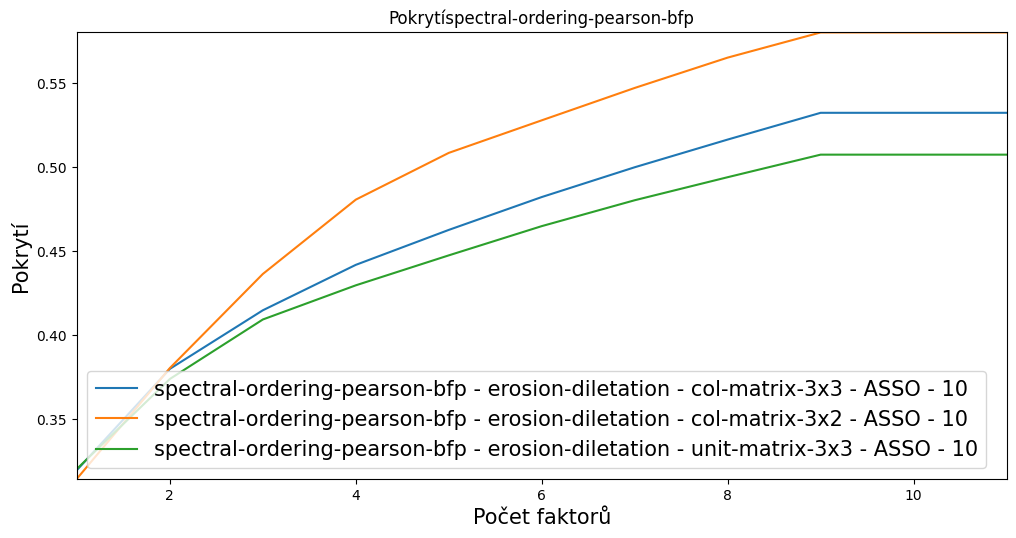 Pokrytíspectral-ordering-pearson-bfp
0.55
0.50
0.45
0.40
0.35
Pokrytí
spectral-ordering-pearson-bfp - erosion-diletation - col-matrix-3x3 - ASSO - 10
spectral-ordering-pearson-bfp - erosion-diletation - col-matrix-3x2 - ASSO - 10
spectral-ordering-pearson-bfp - erosion-diletation - unit-matrix-3x3 - ASSO - 10
2 4 6 8 10
Počet faktorů